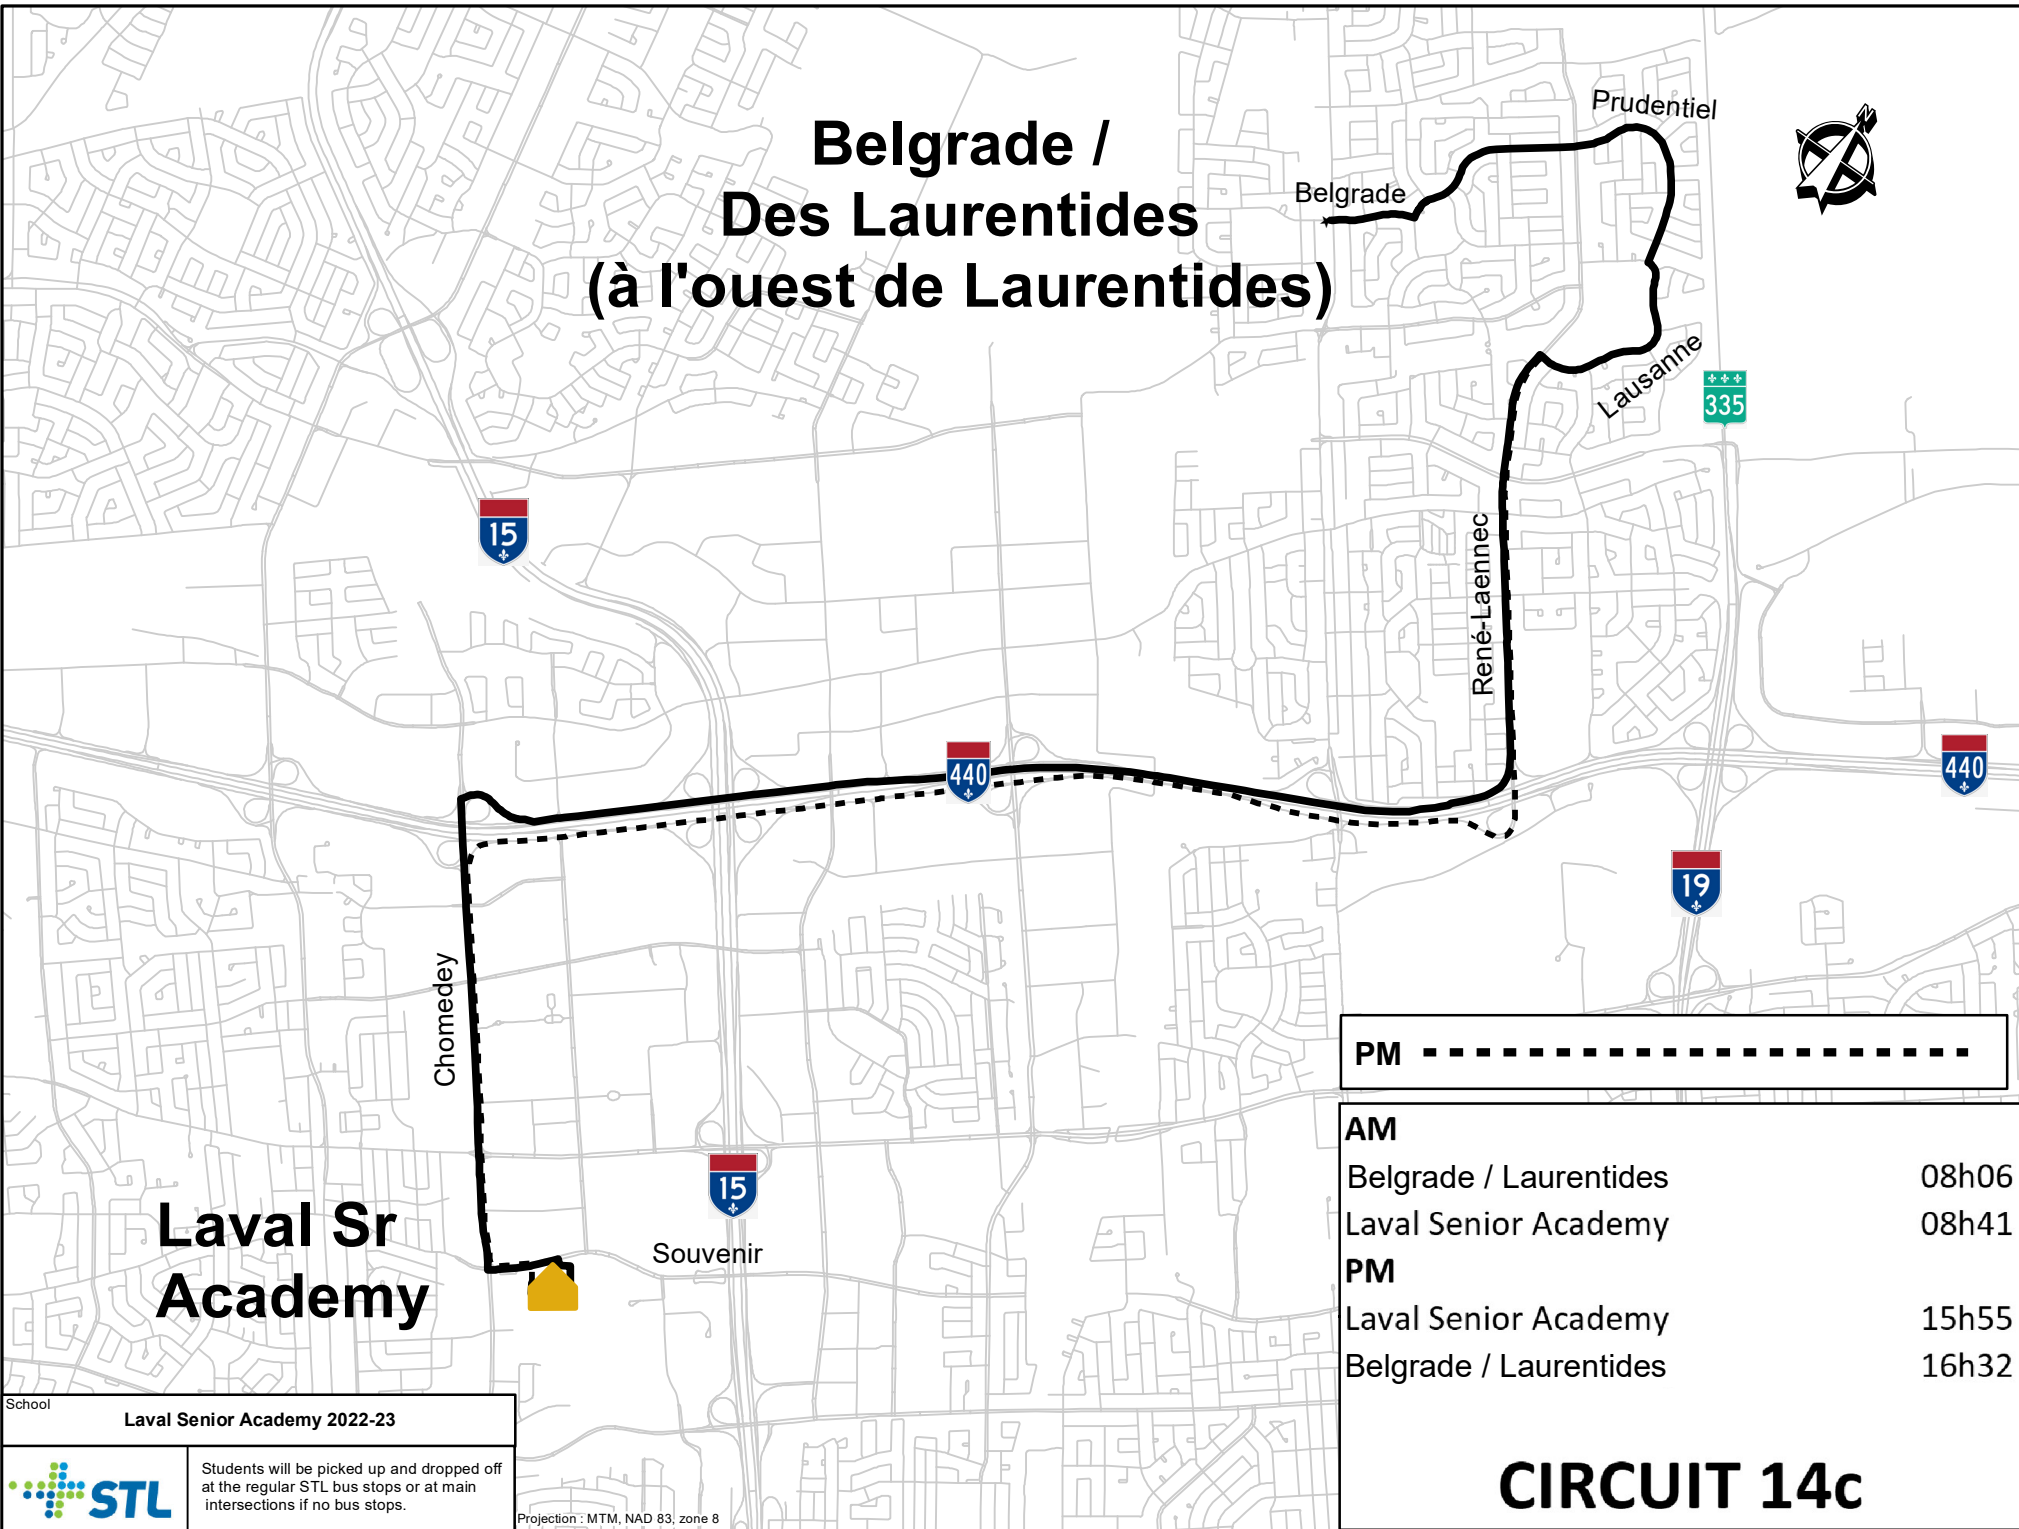 Belgrade /
Des Laurentides
(à l'ouest de Laurentides)
Prudentiel
N
Belgrade
Lausanne
335
15
René-Laennec
440
440
19
Chomedey
15
Souvenir
Laval Sr
Academy
PM
AM
Belgrade / Laurentides 08h06
Laval Senior Academy 08h41
PM
Laval Senior Academy 15h55
Belgrade / Laurentides 16h32
CIRCUIT 14c
School
Laval Senior Academy 2022-23
STL
Students will be picked up and dropped off
at the regular STL bus stops or at main
intersections if no bus stops.
Projection : MTM, NAD 83, zone 8